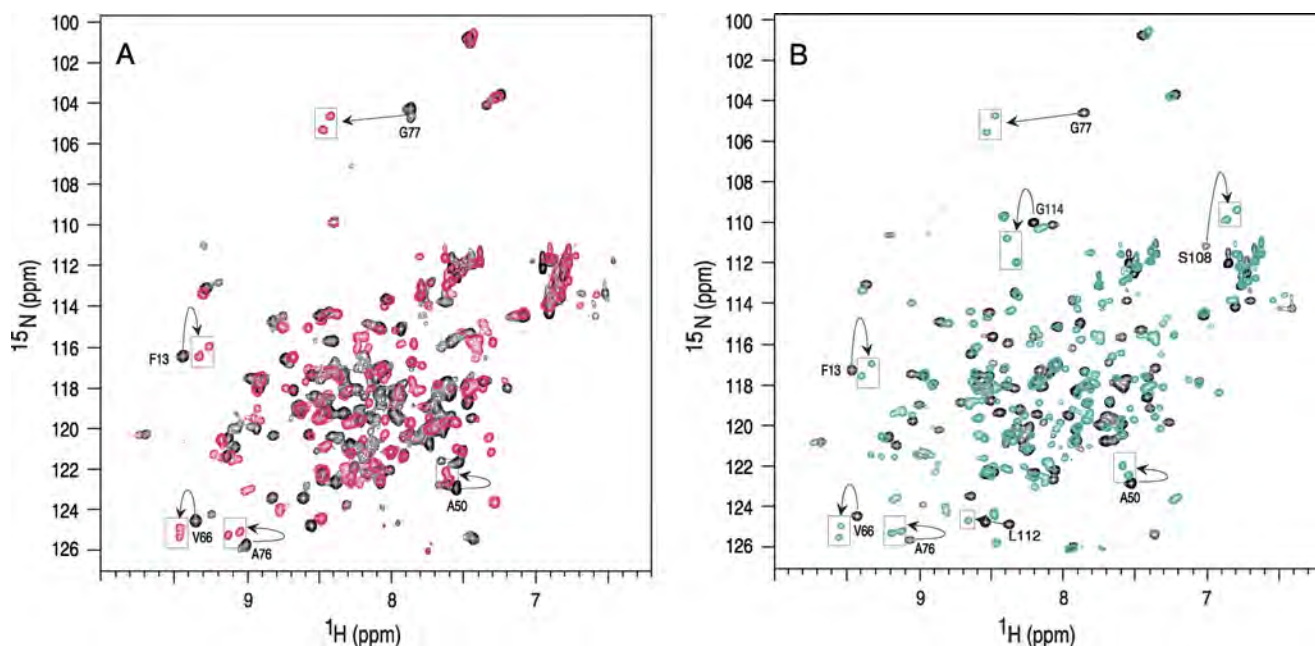 A
100
102
104
106
108
110
112
114
116
118
120
122
124
126
15N (ppm)
G77
F13
A50
V66
A76
9
8
7
1H (ppm)
B
100
102
104
106
108
110
112
114
116
118
120
122
124
126
15N (ppm)
G77
G114
S108
F13
A50
V66
A76
L112
9
8
7
1H (ppm)